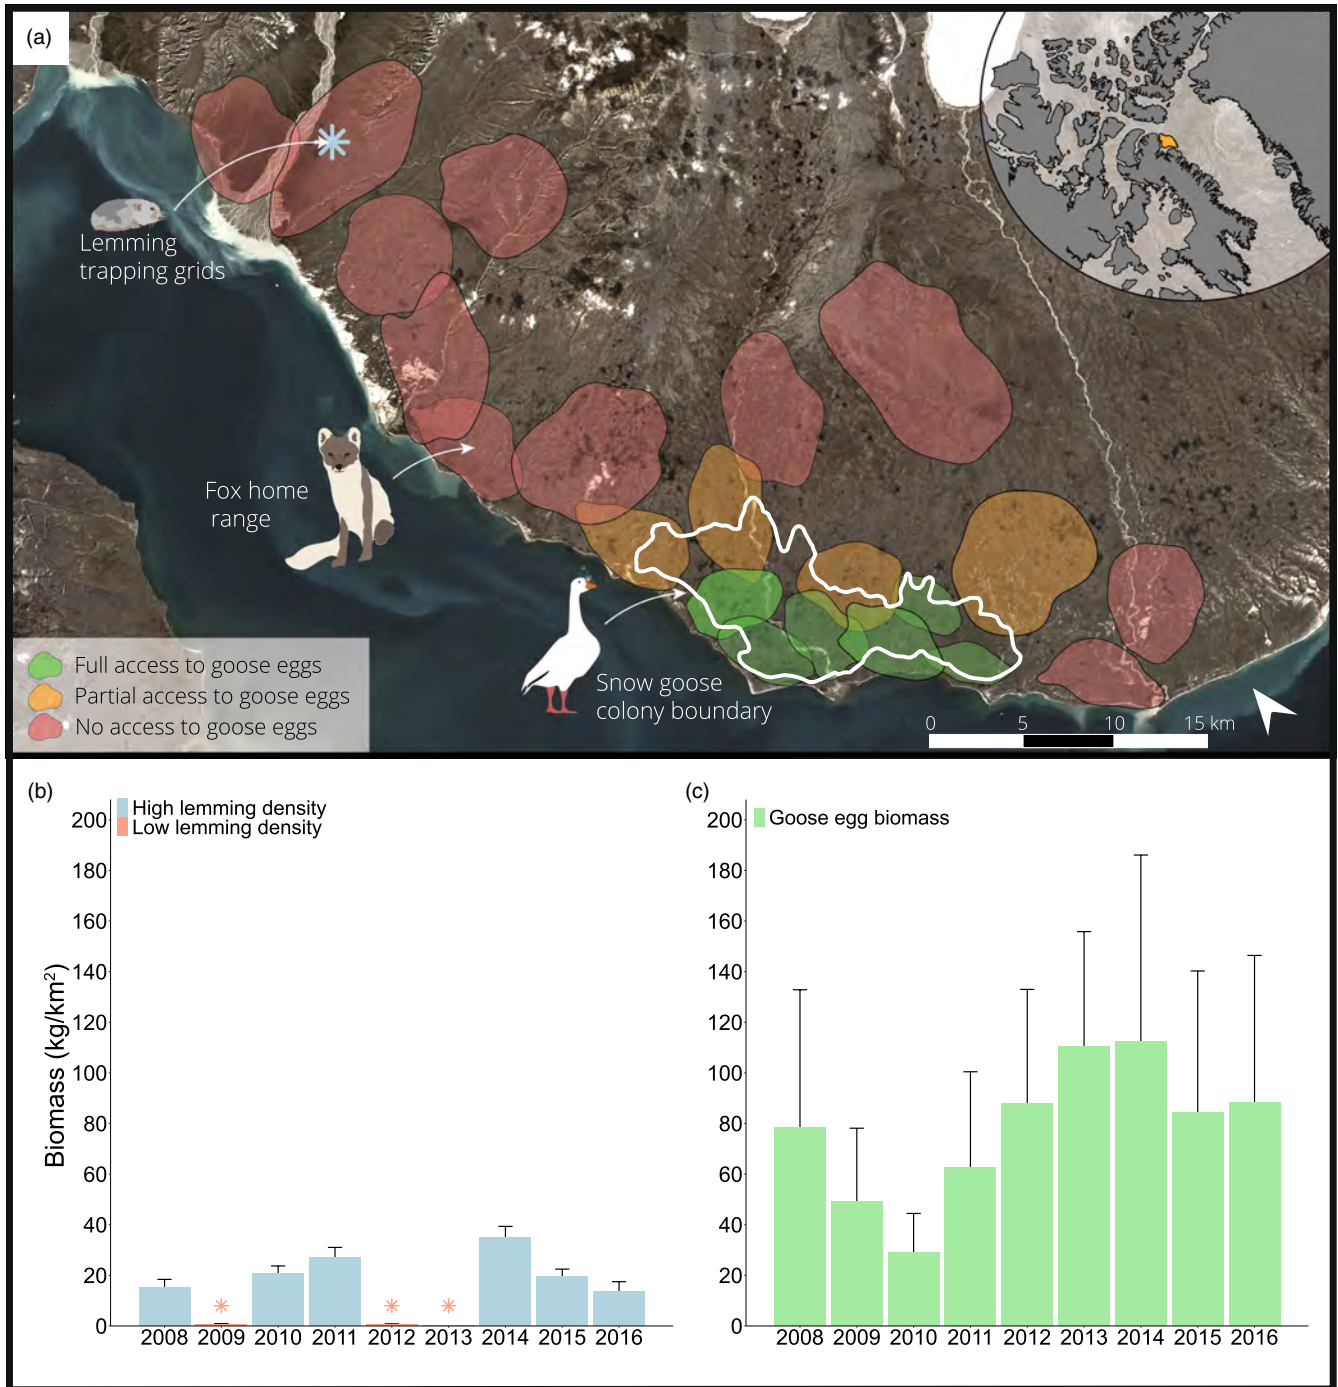 (a)
Lemming
trapping grids
Fox home
range
Snow goose
colony boundary
Full access to goose eggs
Partial access to goose eggs
No access to goose eggs
0 5 10 15 km
(b)
High lemming density
Low lemming density
Biomass (kg/km²)
200
180
160
140
120
100
80
60
40
20
0
2008 2009 2010 2011 2012 2013 2014 2015 2016
(c)
Goose egg biomass
200
180
160
140
120
100
80
60
40
20
0
2008 2009 2010 2011 2012 2013 2014 2015 2016